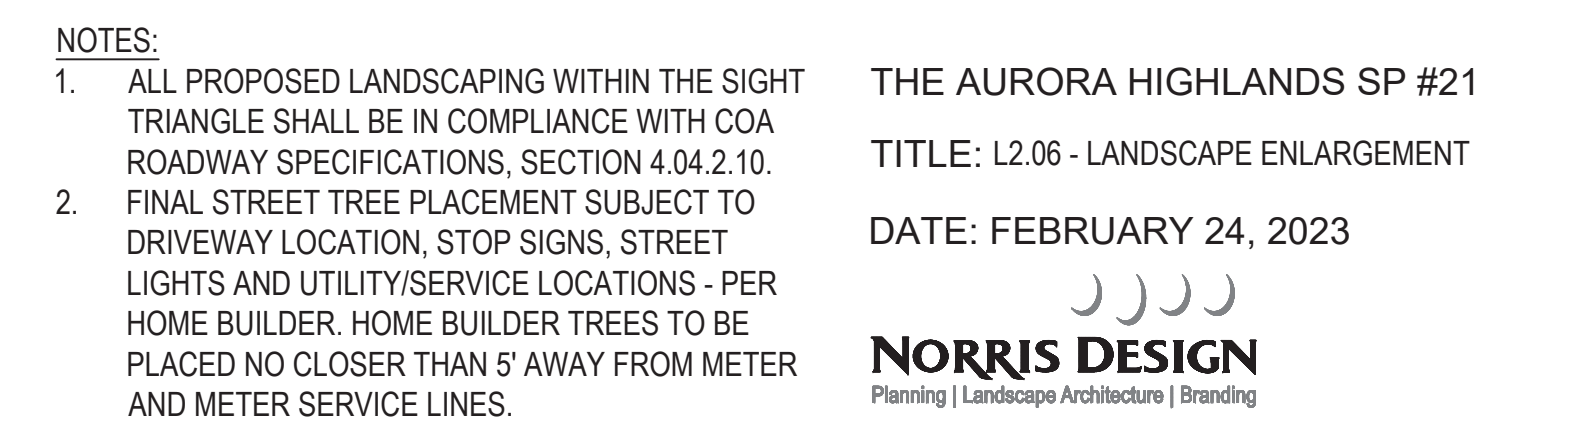 NOTES:
1. ALL PROPOSED LANDSCAPING WITHIN THE SIGHT
TRIANGLE SHALL BE IN COMPLIANCE WITH COA
ROADWAY SPECIFICATIONS, SECTION 4.04.2.10.
2. FINAL STREET TREE PLACEMENT SUBJECT TO
DRIVEWAY LOCATION, STOP SIGNS, STREET
LIGHTS AND UTILITY/SERVICE LOCATIONS - PER
HOME BUILDER. HOME BUILDER TREES TO BE
PLACED NO CLOSER THAN 5' AWAY FROM METER
AND METER SERVICE LINES.
THE AURORA HIGHLANDS SP #21
TITLE: L2.06 - LANDSCAPE ENLARGEMENT
DATE: FEBRUARY 24, 2023
NORRIS DESIGN
Planning | Landscape Architecture | Branding